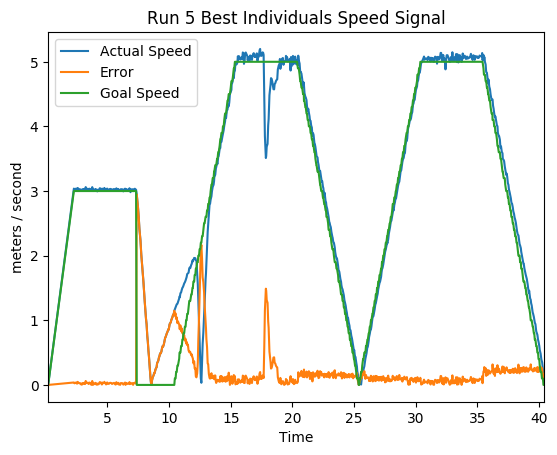 Run 5 Best Individuals Speed Signal
Actual Speed
Error
Goal Speed
meters / second
5
4
3
2
1
0
5
10
15
20
25
30
35
40
Time